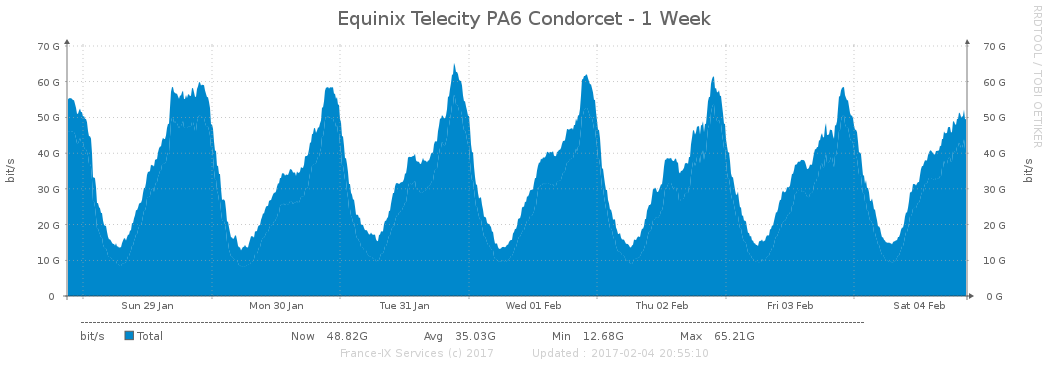 Equinix Telecity PA6 Condorcet - 1 Week
RRDTOOL / TOBI OETIKER
70 G 70 G
60 G 60 G
50 G 50 G
40 G 40 G
30 G 30 G
20 G 20 G
10 G 10 G
0 0 G
bit/s bit/s
Sun 29 Jan Mon 30 Jan Tue 31 Jan Wed 01 Feb Thu 02 Feb Fri 03 Feb Sat 04 Feb
bit/s Total Now 48.82G Avg 35.03G Min 12.68G Max 65.21G
France-IX Services (c) 2017 Updated : 2017-02-04 20:55:10